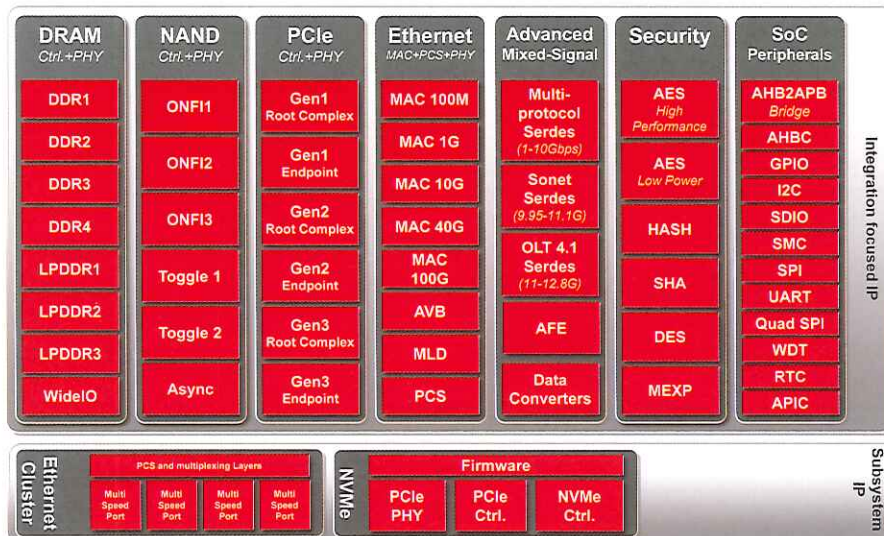 DRAM
Ctrl.+PHY
DDR1
DDR2
DDR3
DDR4
LPDDR1
LPDDR2
LPDDR3
WideIO
NAND
Ctrl.+PHY
ONFI1
ONFI2
ONFI3
Toggle 1
Toggle 2
Async
PCIe
Ctrl.+PHY
Gen1
Root Complex
Gen1
Endpoint
Gen2
Root Complex
Gen2
Endpoint
Gen3
Root Complex
Gen3
Endpoint
Ethernet
MAC+PCS+PHY
MAC 100M
MAC 1G
MAC 10G
MAC 40G
MAC
100G
AVB
MLD
PCS
Advanced
Mixed-Signal
Multi-
protocol
Serdes
(1-10Gbps)
Sonet
Serdes
(9.95-11.1G)
OLT 4.1
Serdes
(11-12.8G)
AFE
Data
Converters
Security
AES
High
Performance
AES
Low Power
HASH
SHA
DES
MEXP
SoC
Peripherals
AHB2APB
Bridge
AHBC
GPIO
I2C
SDIO
SMC
SPI
UART
Quad SPI
WDT
RTC
APIC
Integration focused IP
Ethernet
Cluster
PCS and multiplexing Layers
Multi
Speed
Port
Multi
Speed
Port
Multi
Speed
Port
Multi
Speed
Port
NVMe
Firmware
PCIe
PHY
PCIe
Ctrl.
NVMe
Ctrl.
Subsystem
IP